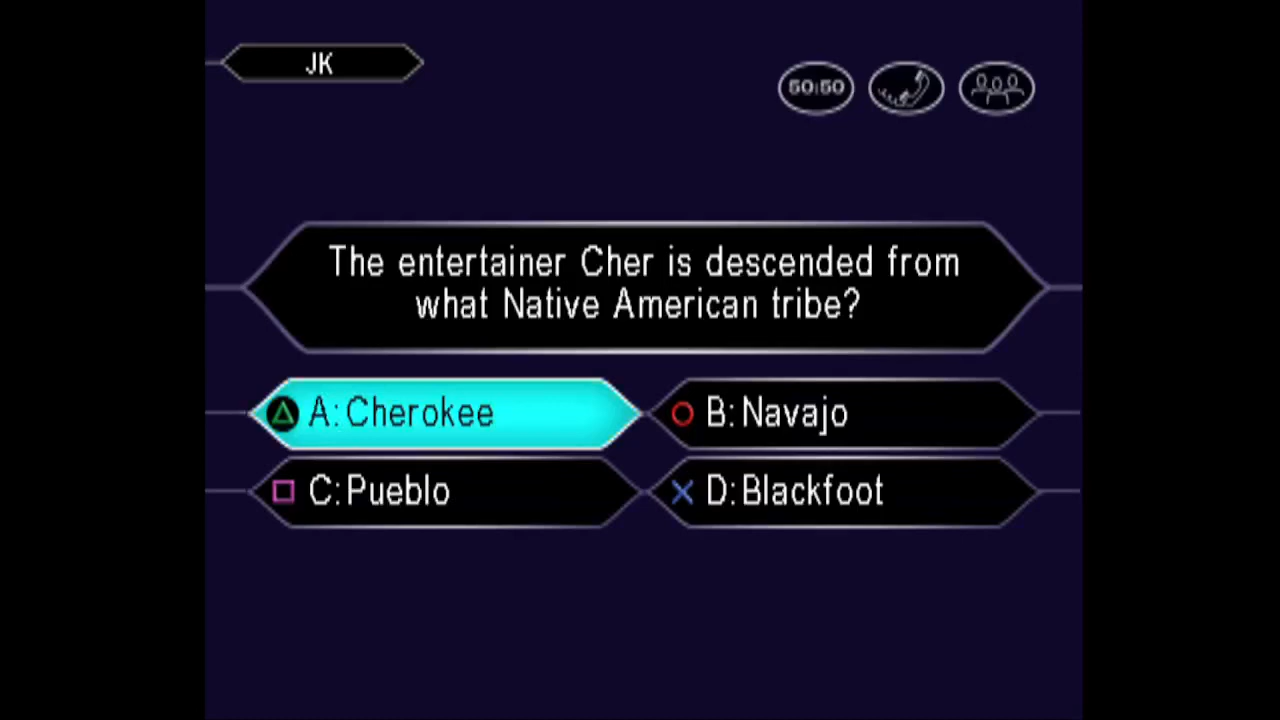 JK
50:50
The entertainer Cher is descended from
what Native American tribe?
A: Cherokee
B: Navajo
C: Pueblo
D: Blackfoot